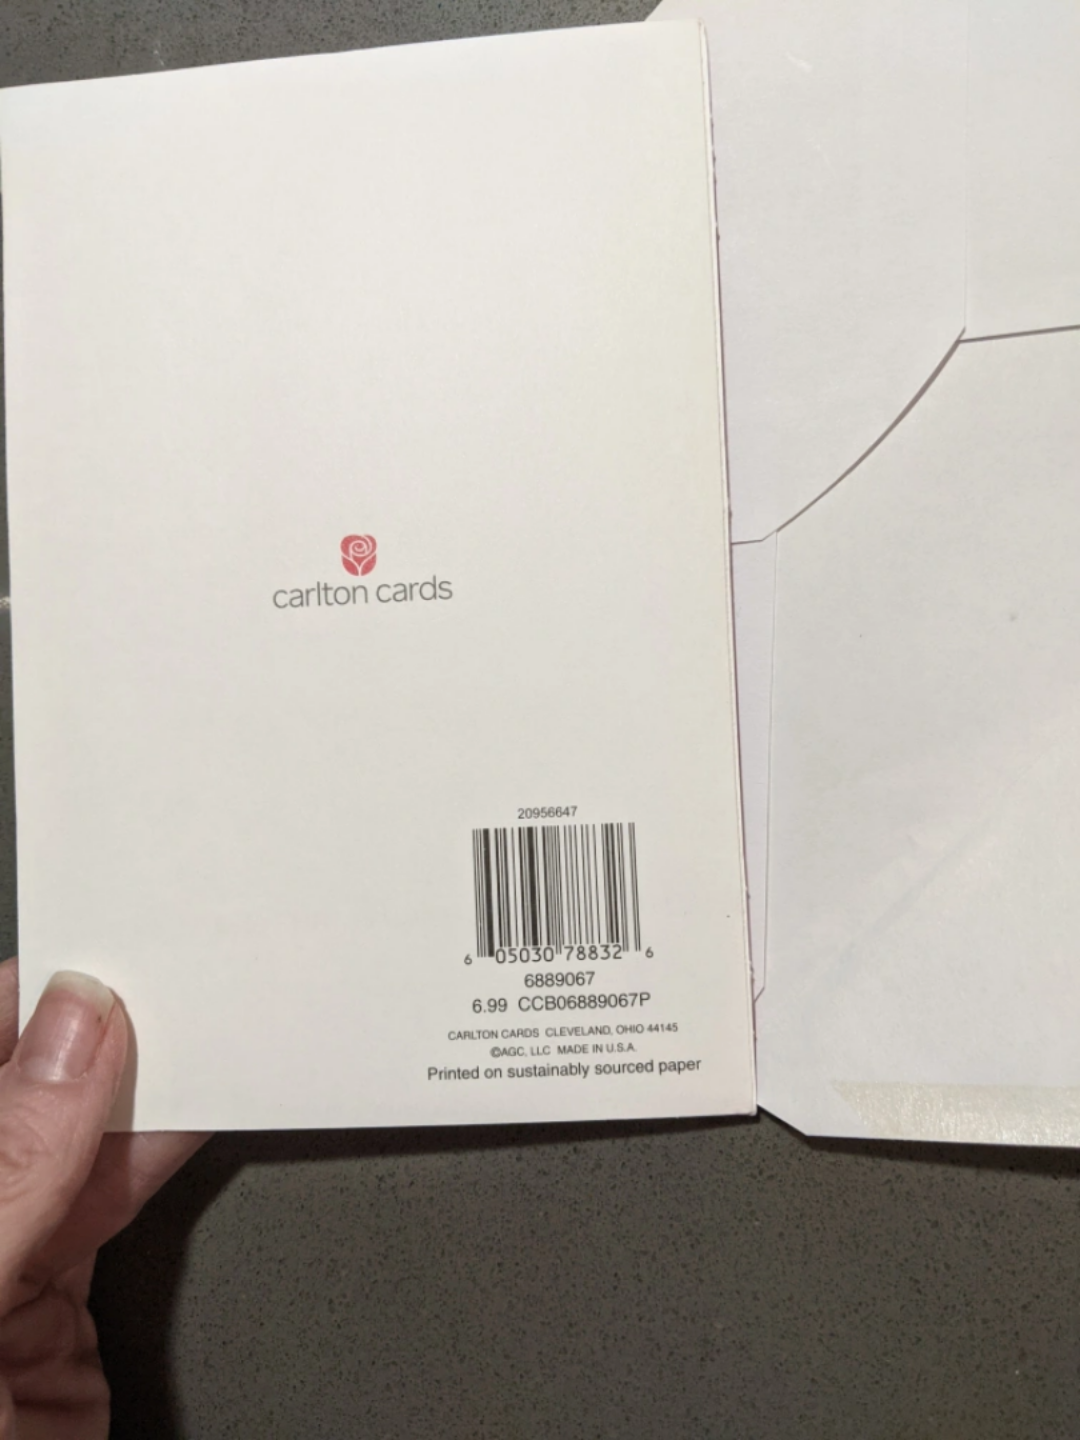 carlton cards
20956647
6 05030 78832 6
6889067
6.99 CCB06889067P
CARLTON CARDS CLEVELAND, OHIO 44145
©AGC, LLC MADE IN U.S.A.
Printed on sustainably sourced paper